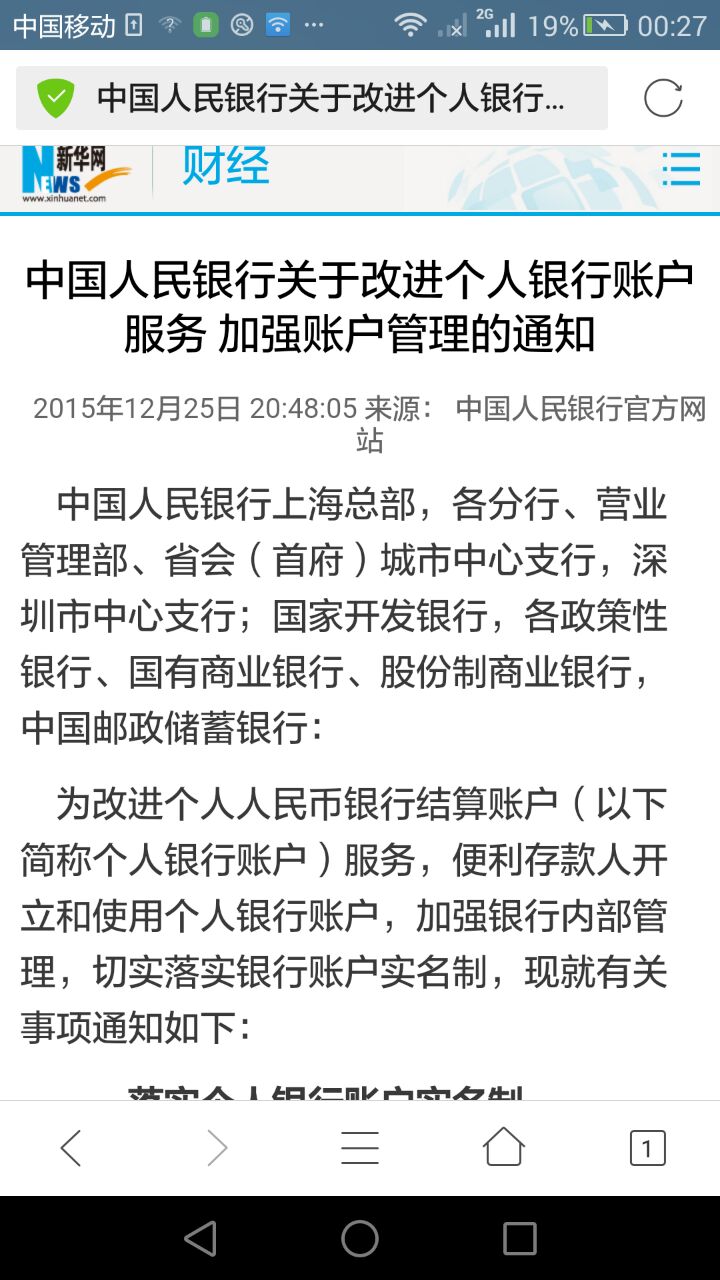 中国移动 2G 19% 00:27
中国人民银行关于改进个人银行...
新华网
NEWS
www.xinhuanet.com
财经
中国人民银行关于改进个人银行账户
服务 加强账户管理的通知
2015年12月25日 20:48:05 来源： 中国人民银行官方网
站
中国人民银行上海总部，各分行、营业
管理部、省会（首府）城市中心支行，深
圳市中心支行；国家开发银行，各政策性
银行、国有商业银行、股份制商业银行，
中国邮政储蓄银行：
为改进个人人民币银行结算账户（以下
简称个人银行账户）服务，便利存款人开
立和使用个人银行账户，加强银行内部管
理，切实落实银行账户实名制，现就有关
事项通知如下：
落实个人银行账户实名制
1